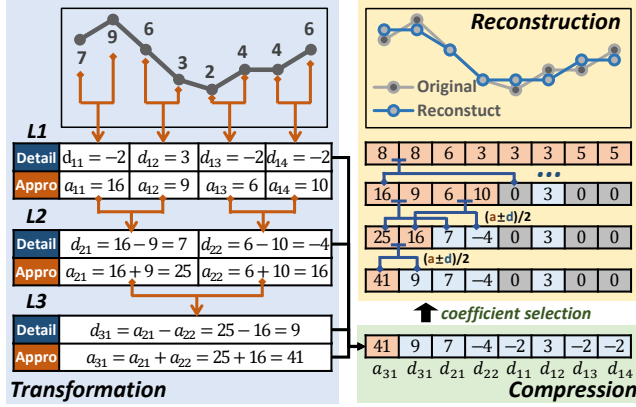 7 9 6 3 2 4 4 6
L1
Detail d₁₁ = −2 d₁₂ = 3 d₁₃ = −2 d₁₄ = −2
Appro a₁₁ = 16 a₁₂ = 9 a₁₃ = 6 a₁₄ = 10
L2
Detail d₂₁ = 16 − 9 = 7 d₂₂ = 6 − 10 = −4
Appro a₂₁ = 16 + 9 = 25 a₂₂ = 6 + 10 = 16
L3
Detail d₃₁ = a₂₁ − a₂₂ = 25 − 16 = 9
Appro a₃₁ = a₂₁ + a₂₂ = 25 + 16 = 41
Transformation
Reconstruction
Original
Reconstuct
8 8 6 3 3 3 5 5
...
16 9 6 10 0 3 0 0
(a±d)/2
25 16 7 −4 0 3 0 0
(a±d)/2
41 9 7 −4 0 3 0 0
coefficient selection
41 9 7 −4 −2 3 −2 −2
a₃₁ d₃₁ d₂₁ d₂₂ d₁₁ d₁₂ d₁₃ d₁₄
Compression